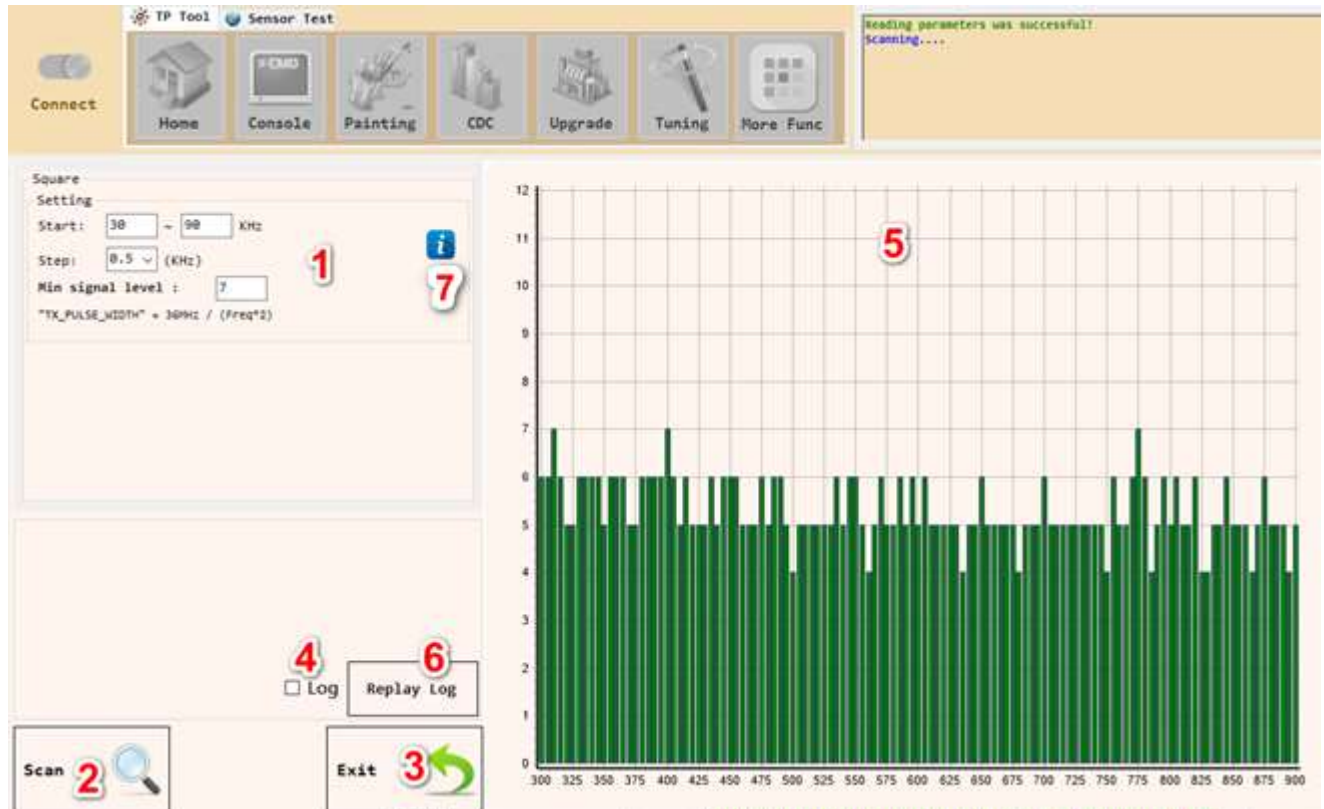 TP Tool Sensor Test
Reading parameters was successful!
Scanning....
Connect
Home Console Painting CDC Upgrade Tuning More Func
CMD
Square
Setting
Start: 30 ~ 90 KHz
Step: 0.5 (KHz)
Min signal level : 7
"TX_PULSE_WIDTH" = 36MHz / (Freq*2)
i
1
7
4
Log
6
Replay Log
Scan
2
Exit
3
5
12
11
10
9
8
7
6
5
4
3
2
1
0
300 325 350 375 400 425 450 475 500 525 550 575 600 625 650 675 700 725 750 775 800 825 850 875 900